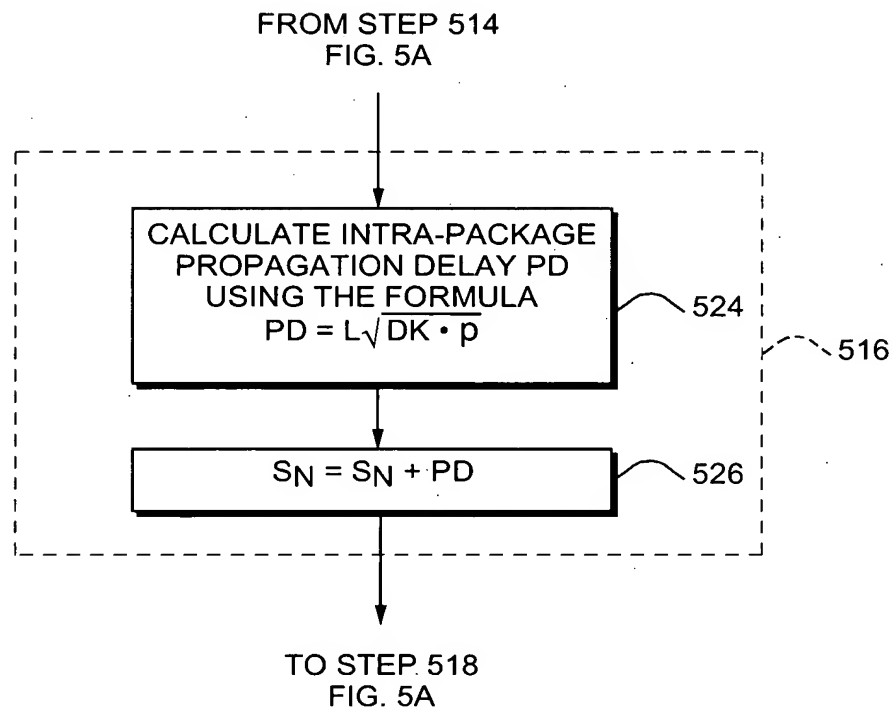 FROM STEP 514
FIG. 5A
CALCULATE INTRA-PACKAGE
PROPAGATION DELAY PD
USING THE FORMULA
PD = L√DK • p
524
516
SN = SN + PD
526
TO STEP 518
FIG. 5A